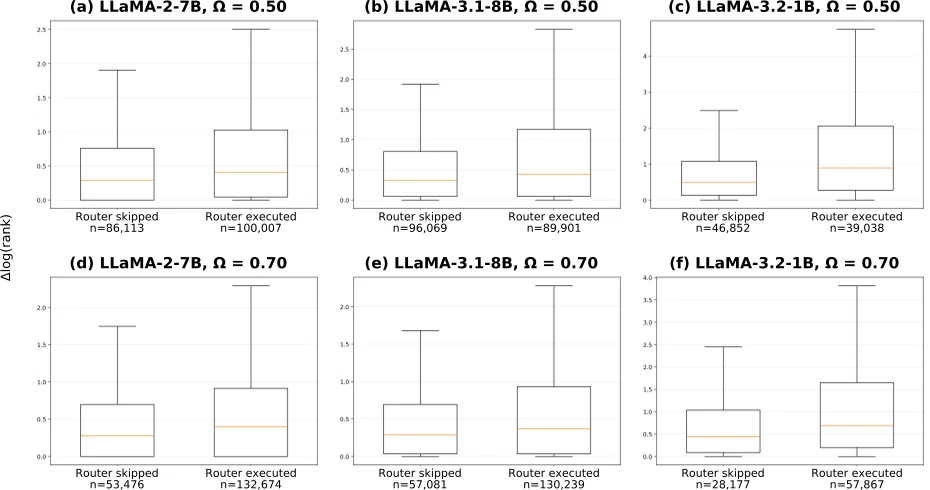 (a) LLaMA-2-7B, Ω = 0.50
(b) LLaMA-3.1-8B, Ω = 0.50
(c) LLaMA-3.2-1B, Ω = 0.50
2.5
2.0
1.5
1.0
0.5
0.0
2.5
2.0
1.5
1.0
0.5
0.0
4
3
2
1
0
Router skipped
n=86,113
Router executed
n=100,007
Router skipped
n=96,069
Router executed
n=89,901
Router skipped
n=46,852
Router executed
n=39,038
Δlog(rank)
(d) LLaMA-2-7B, Ω = 0.70
(e) LLaMA-3.1-8B, Ω = 0.70
(f) LLaMA-3.2-1B, Ω = 0.70
2.0
1.5
1.0
0.5
0.0
2.0
1.5
1.0
0.5
0.0
4.0
3.5
3.0
2.5
2.0
1.5
1.0
0.5
0.0
Router skipped
n=53,476
Router executed
n=132,674
Router skipped
n=57,081
Router executed
n=130,239
Router skipped
n=28,177
Router executed
n=57,867